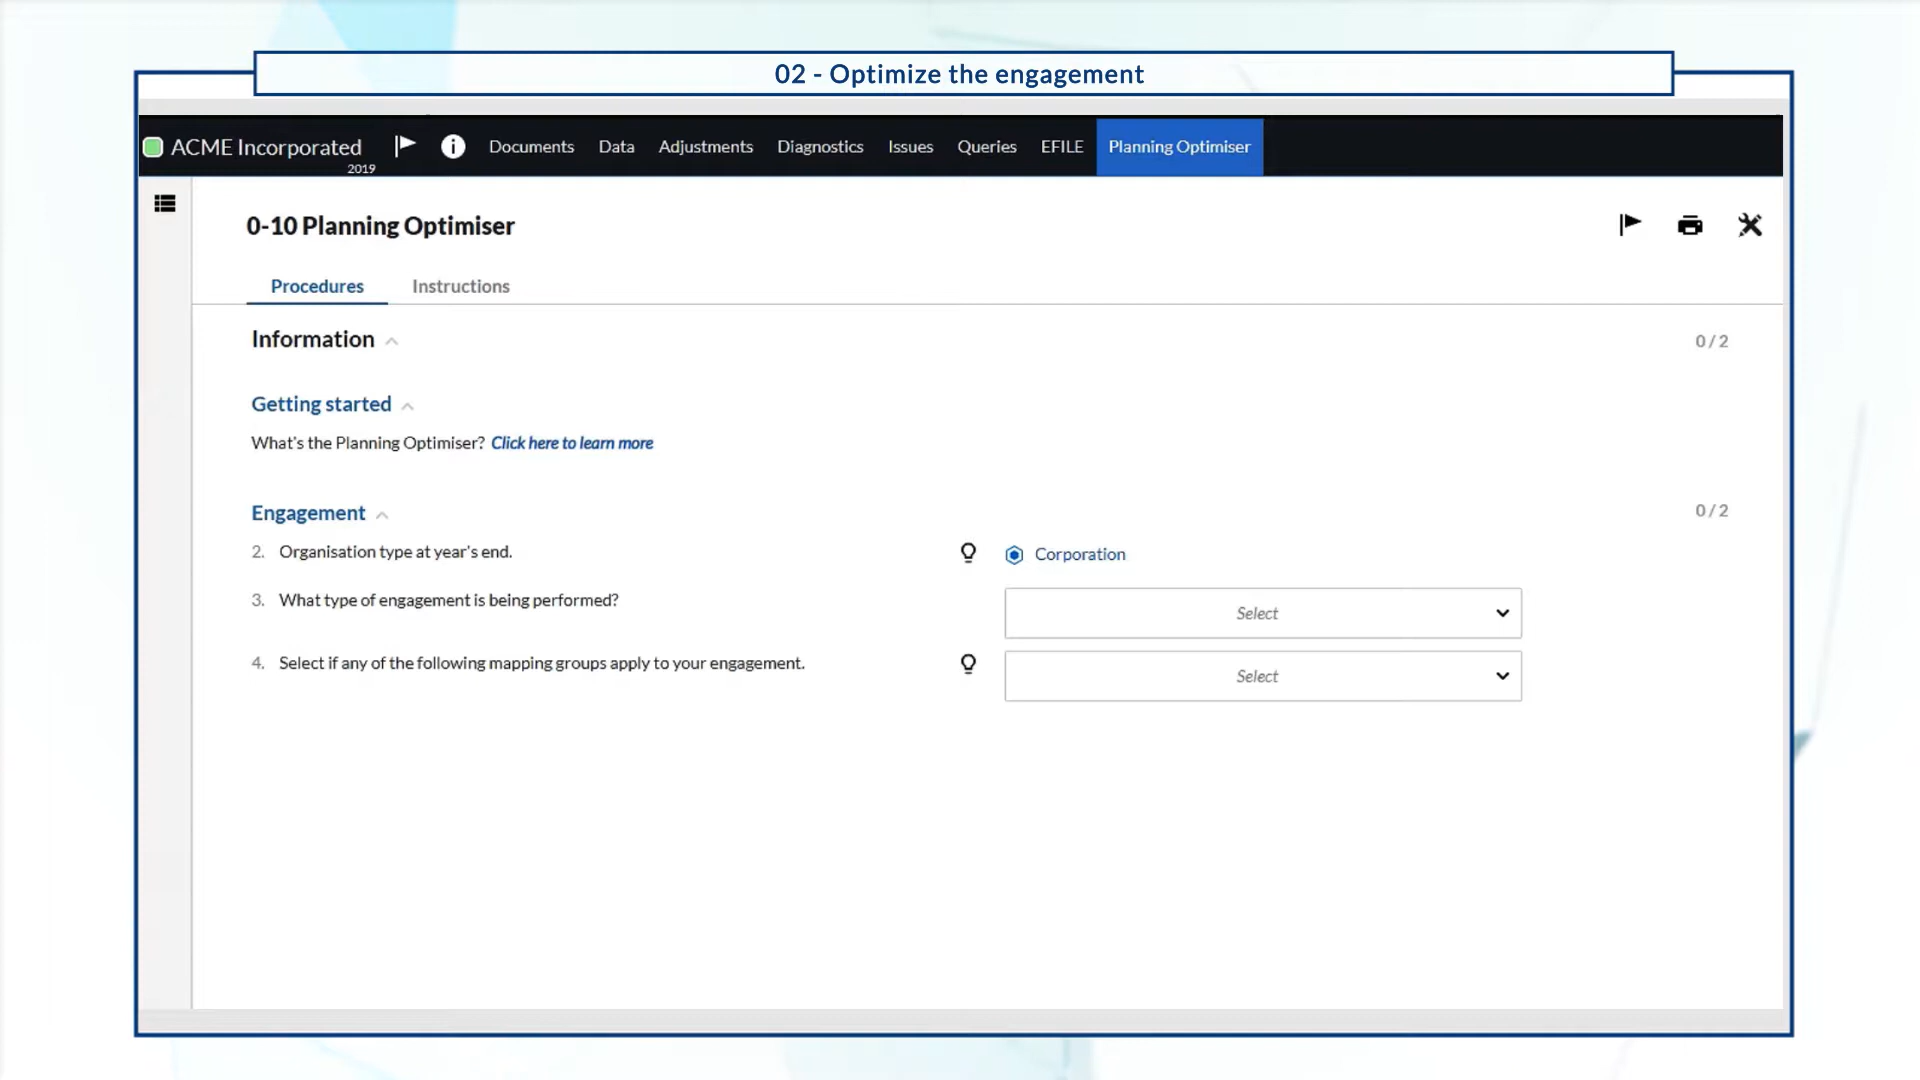 02 - Optimize the engagement
ACME Incorporated
2019
Documents Data Adjustments Diagnostics Issues Queries EFILE Planning Optimiser
0-10 Planning Optimiser
Procedures Instructions
Information 0 / 2
Getting started
What's the Planning Optimiser? Click here to learn more
Engagement 0 / 2
2. Organisation type at year's end. Corporation
3. What type of engagement is being performed? Select
4. Select if any of the following mapping groups apply to your engagement. Select